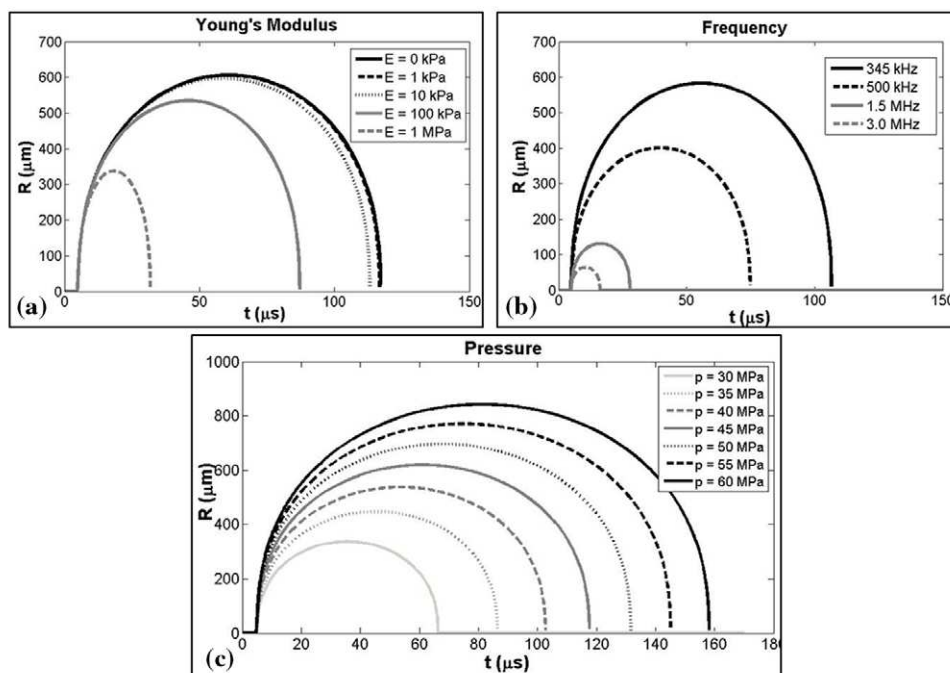 Young's Modulus
700
600
500
400
300
200
100
0
R (μm)
E = 0 kPa
E = 1 kPa
E = 10 kPa
E = 100 kPa
E = 1 MPa
0 50 100 150
t (μs)
(a)
Frequency
700
600
500
400
300
200
100
0
R (μm)
345 kHz
500 kHz
1.5 MHz
3.0 MHz
0 50 100 150
t (μs)
(b)
Pressure
1000
800
600
400
200
0
R (μm)
p = 30 MPa
p = 35 MPa
p = 40 MPa
p = 45 MPa
p = 50 MPa
p = 55 MPa
p = 60 MPa
0 20 40 60 80 100 120 140 160 180
t (μs)
(c)